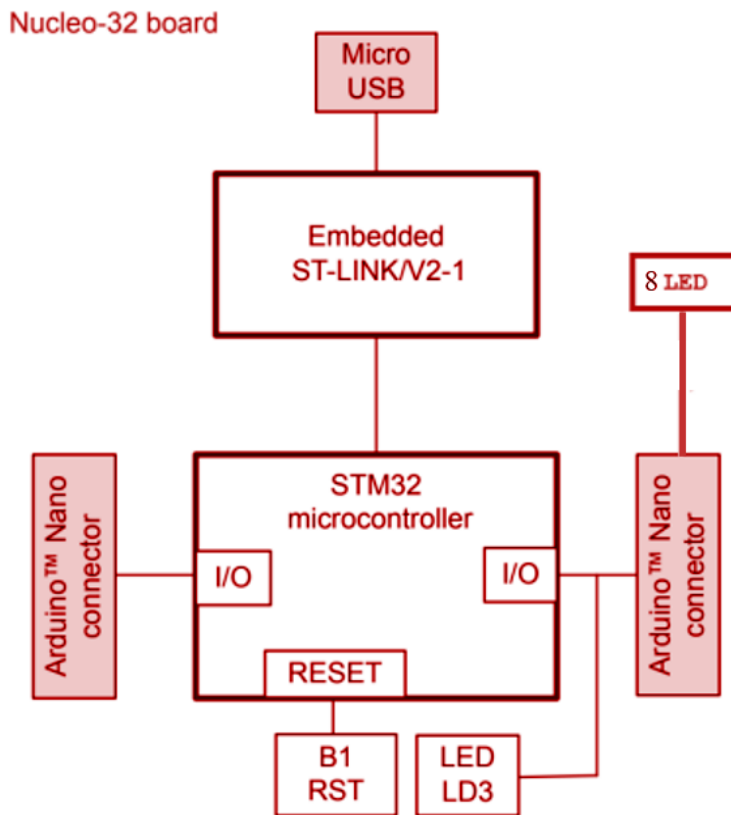 Nucleo-32 board
Micro
USB
Embedded
ST-LINK/V2-1
8 LED
STM32
microcontroller
Arduino™ Nano
connector
I/O
I/O
Arduino™ Nano
connector
RESET
B1
RST
LED
LD3